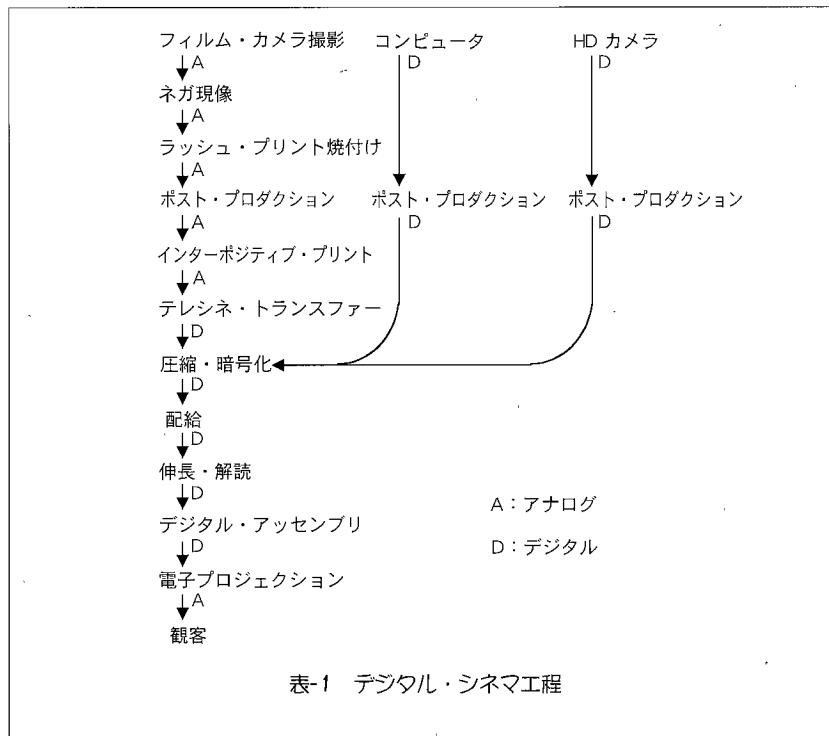 フィルム・カメラ撮影 コンピュータ HD カメラ
A D D
ネガ現像
A
ラッシュ・プリント焼付け
A
ポスト・プロダクション ポスト・プロダクション ポスト・プロダクション
A D D
インターポジティブ・プリント
A
テレシネ・トランスファー
D
圧縮・暗号化
D
配給
D
伸長・解読
D
A：アナログ
デジタル・アッセンブリ
D
D：デジタル
電子プロジェクション
A
観客
表-1 デジタル・シネマ工程